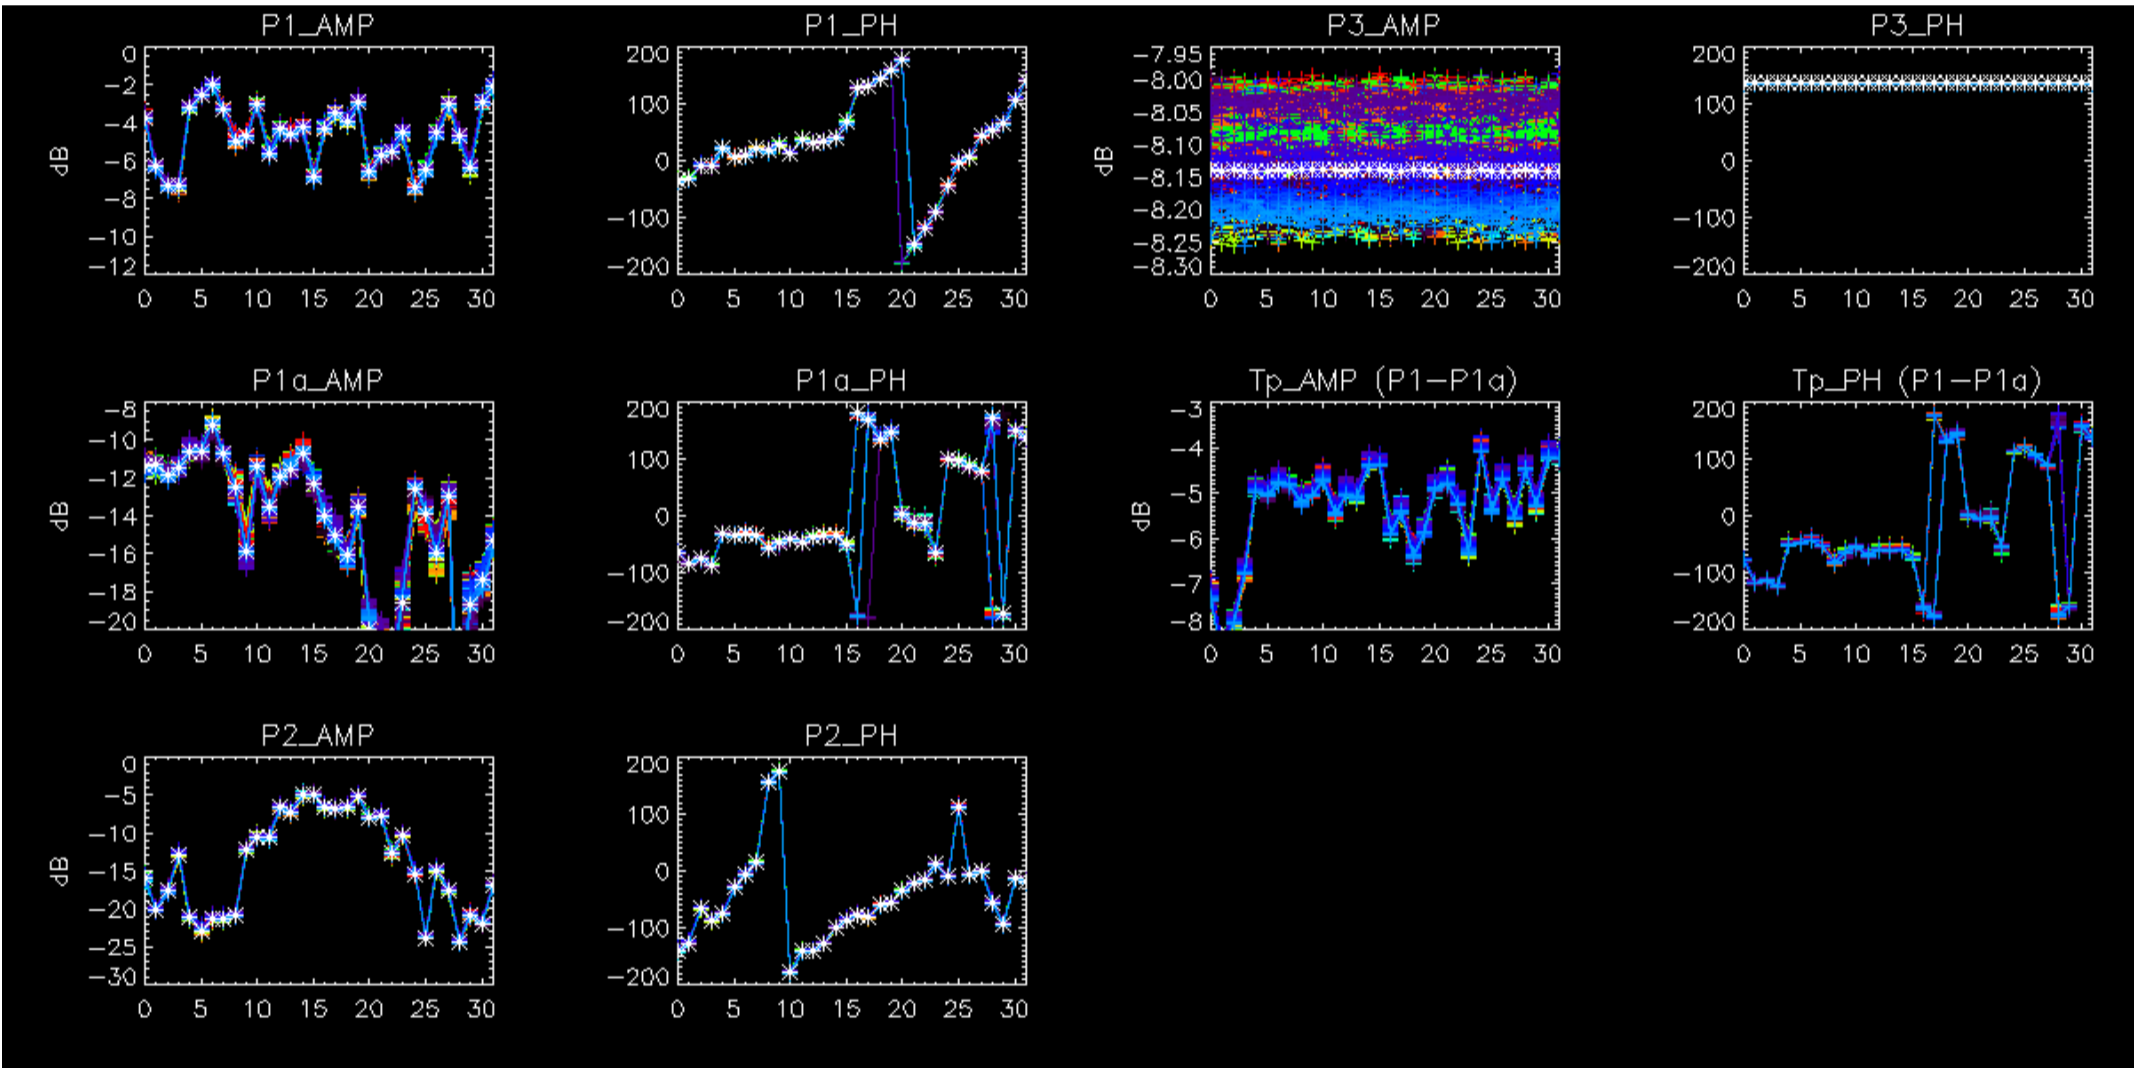 P1_AMP
dB
0
−2
−4
−6
−8
−10
−12
0 5 10 15 20 25 30
P1_PH
200
100
0
−100
−200
0 5 10 15 20 25 30
P3_AMP
dB
−7.95
−8.00
−8.05
−8.10
−8.15
−8.20
−8.25
−8.30
0 5 10 15 20 25 30
P3_PH
200
100
0
−100
−200
0 5 10 15 20 25 30
P1a_AMP
dB
−8
−10
−12
−14
−16
−18
−20
0 5 10 15 20 25 30
P1a_PH
200
100
0
−100
−200
0 5 10 15 20 25 30
Tp_AMP (P1−P1a)
dB
−3
−4
−5
−6
−7
−8
0 5 10 15 20 25 30
Tp_PH (P1−P1a)
200
100
0
−100
−200
0 5 10 15 20 25 30
P2_AMP
dB
0
−5
−10
−15
−20
−25
−30
0 5 10 15 20 25 30
P2_PH
200
100
0
−100
−200
0 5 10 15 20 25 30